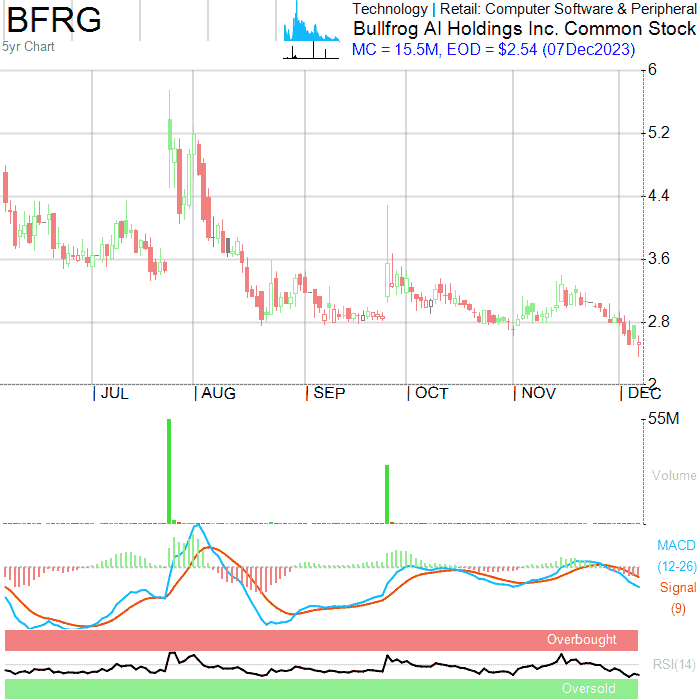 BFRG
5yr Chart
Technology | Retail: Computer Software & Peripheral
Bullfrog AI Holdings Inc. Common Stock
MC = 15.5M, EOD = $2.54 (07Dec2023)
6
5.2
4.4
3.6
2.8
2
JUL AUG SEP OCT NOV DEC
55M
Volume
MACD
(12-26)
Signal
(9)
Overbought
RSI(14)
Oversold